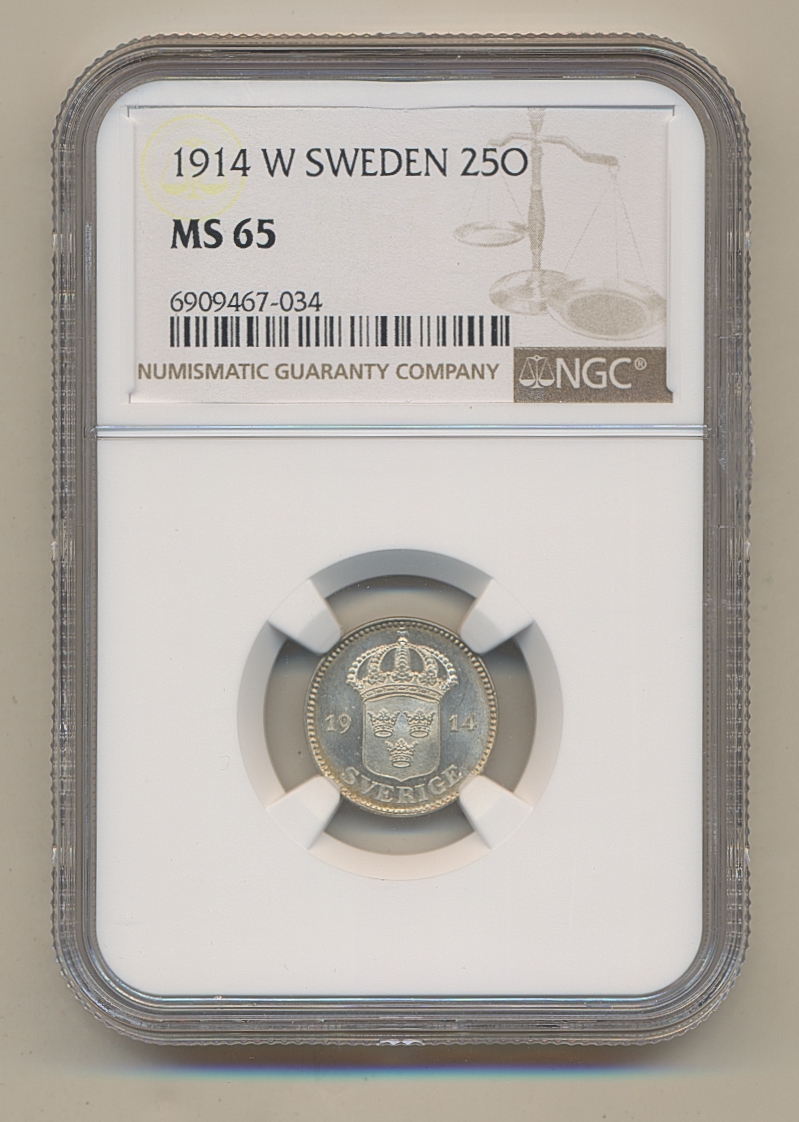 1914 W SWEDEN 25O
MS 65
6909467-034
NUMISMATIC GUARANTY COMPANY
NGC®
19 14
SVERIGE